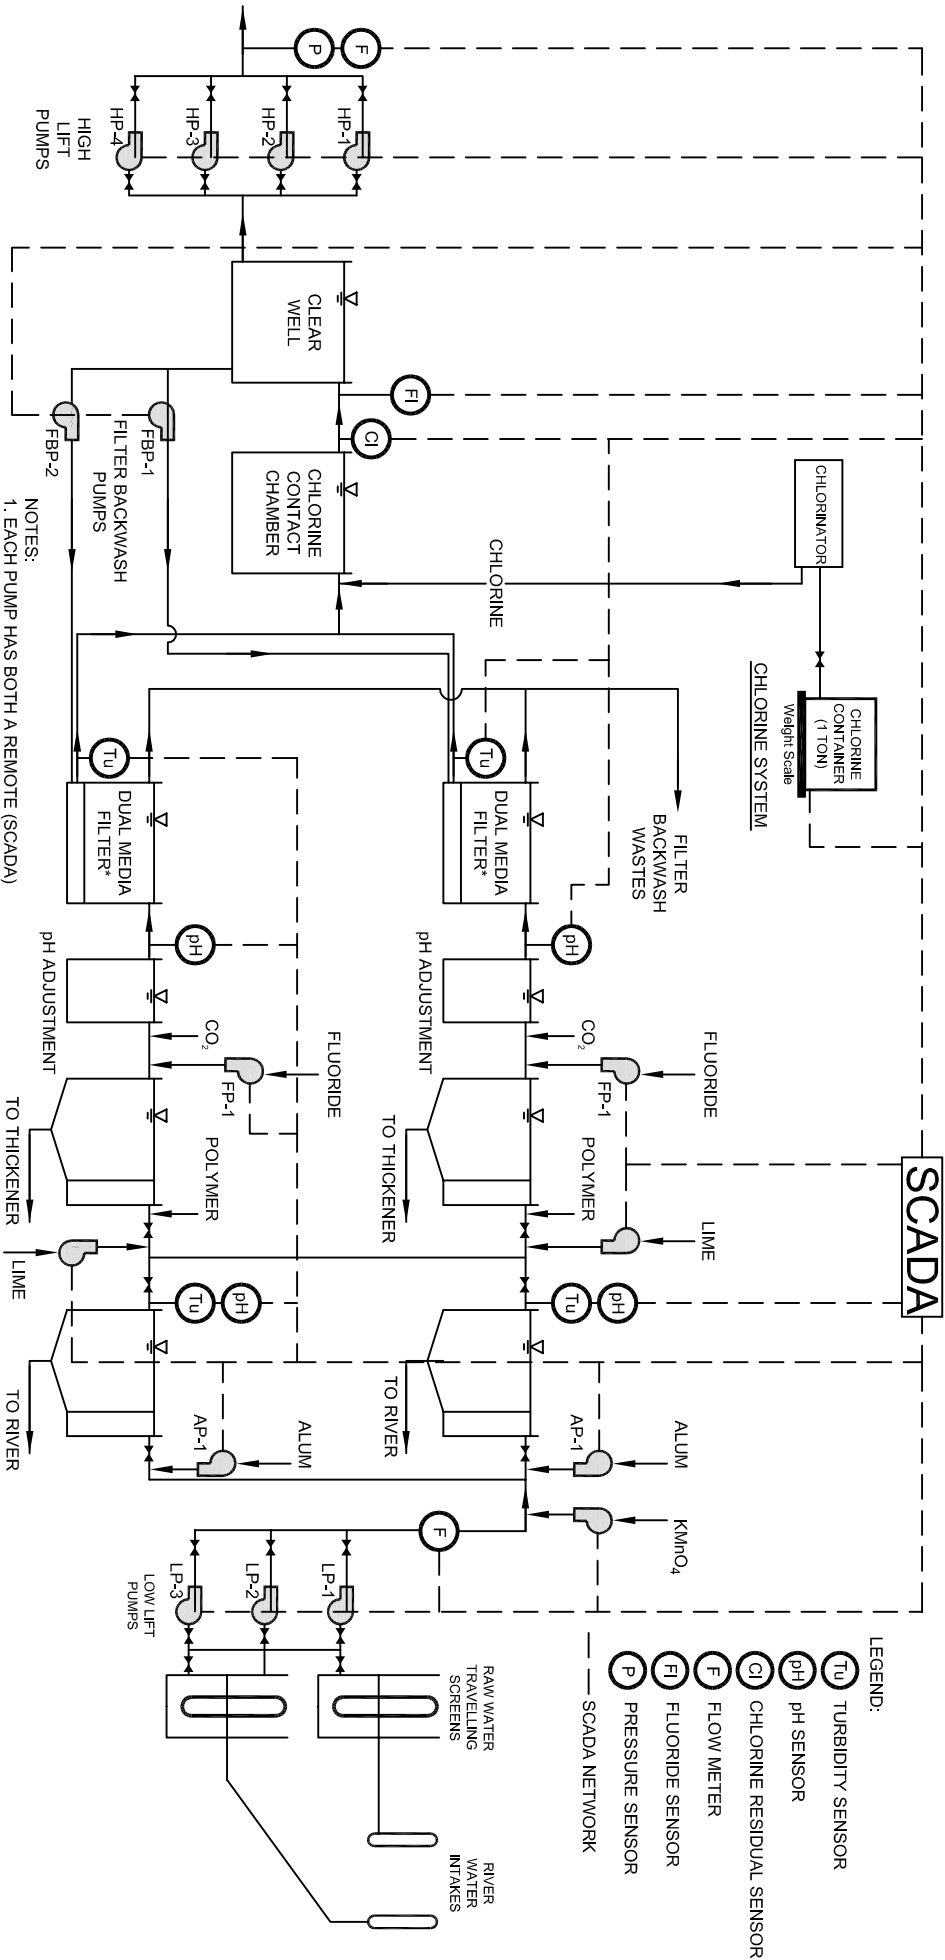 SCADA
LEGEND:
Tu TURBIDITY SENSOR
pH pH SENSOR
Cl CHLORINE RESIDUAL SENSOR
F FLOW METER
Fl FLUORIDE SENSOR
P PRESSURE SENSOR
SCADA NETWORK
F
P
HP-1
HP-2
HP-3
HP-4
HIGH
LIFT
PUMPS
CLEAR
WELL
Fl
Cl
CHLORINE
CONTACT
CHAMBER
CHLORINATOR
CHLORINE
CONTAINER
(1 TON)
Weight Scale
CHLORINE SYSTEM
CHLORINE
FBP-1
FBP-2
FILTER BACKWASH
PUMPS
NOTES:
1. EACH PUMP HAS BOTH A REMOTE (SCADA)
FILTER
BACKWASH
WASTES
Tu
DUAL MEDIA
FILTER*
pH
pH ADJUSTMENT
CO2
FLUORIDE
FP-1
TO THICKENER
POLYMER
LIME
pH
Tu
TO RIVER
ALUM
AP-1
KMnO4
Tu
DUAL MEDIA
FILTER*
pH
pH ADJUSTMENT
CO2
FLUORIDE
FP-1
TO THICKENER
POLYMER
LIME
pH
Tu
TO RIVER
ALUM
AP-1
F
LP-1
LP-2
LP-3
LOW LIFT
PUMPS
RAW WATER
TRAVELLING
SCREENS
RIVER
WATER
INTAKES